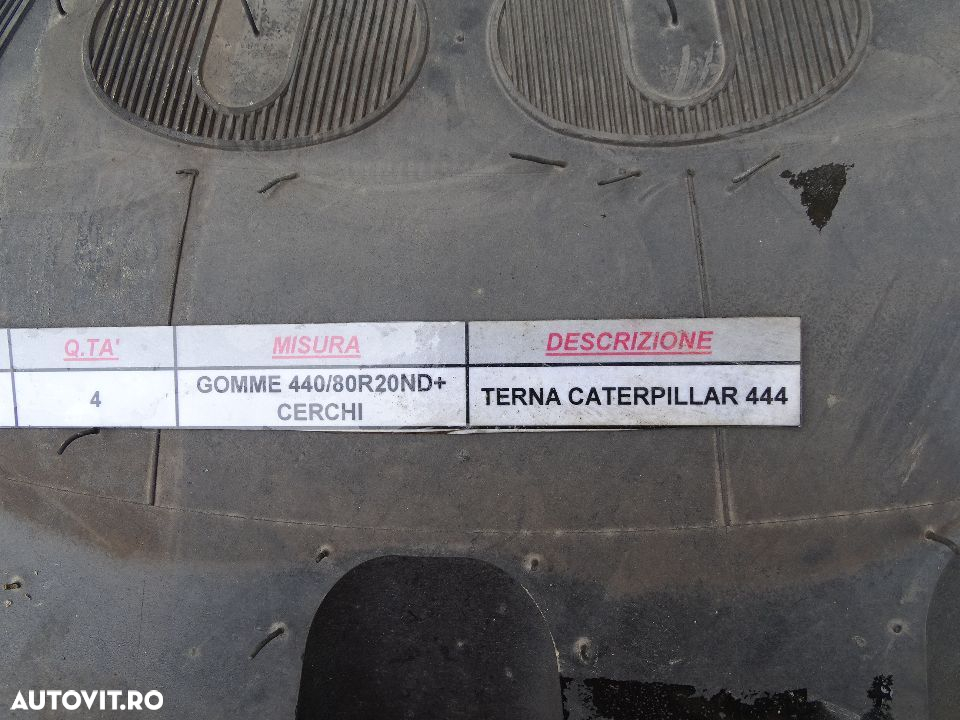 Q.TA' MISURA DESCRIZIONE
4 GOMME 440/80R20ND+ CERCHI TERNA CATERPILLAR 444
AUTOVIT.RO